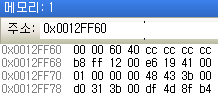 메모리: 1
주소: 0x0012FF60
0x0012FF60 00 00 60 40 cc cc cc cc
0x0012FF68 b8 ff 12 00 e6 19 41 00
0x0012FF70 01 00 00 00 48 43 3b 00
0x0012FF78 d0 31 3b 00 df 4d 8f b4